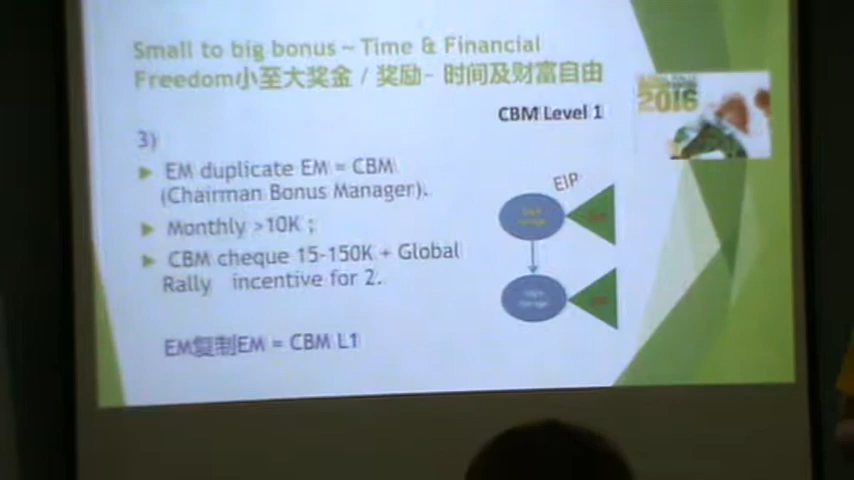 Small to big bonus ~ Time & Financial
Freedom小至大奖金 / 奖励- 时间及财富自由
CBM Level 1
2016
3)
EM duplicate EM = CBM
(Chairman Bonus Manager).
Monthly >10K ;
CBM cheque 15-150K + Global
Rally incentive for 2.
EIP
EM复制EM = CBM L1